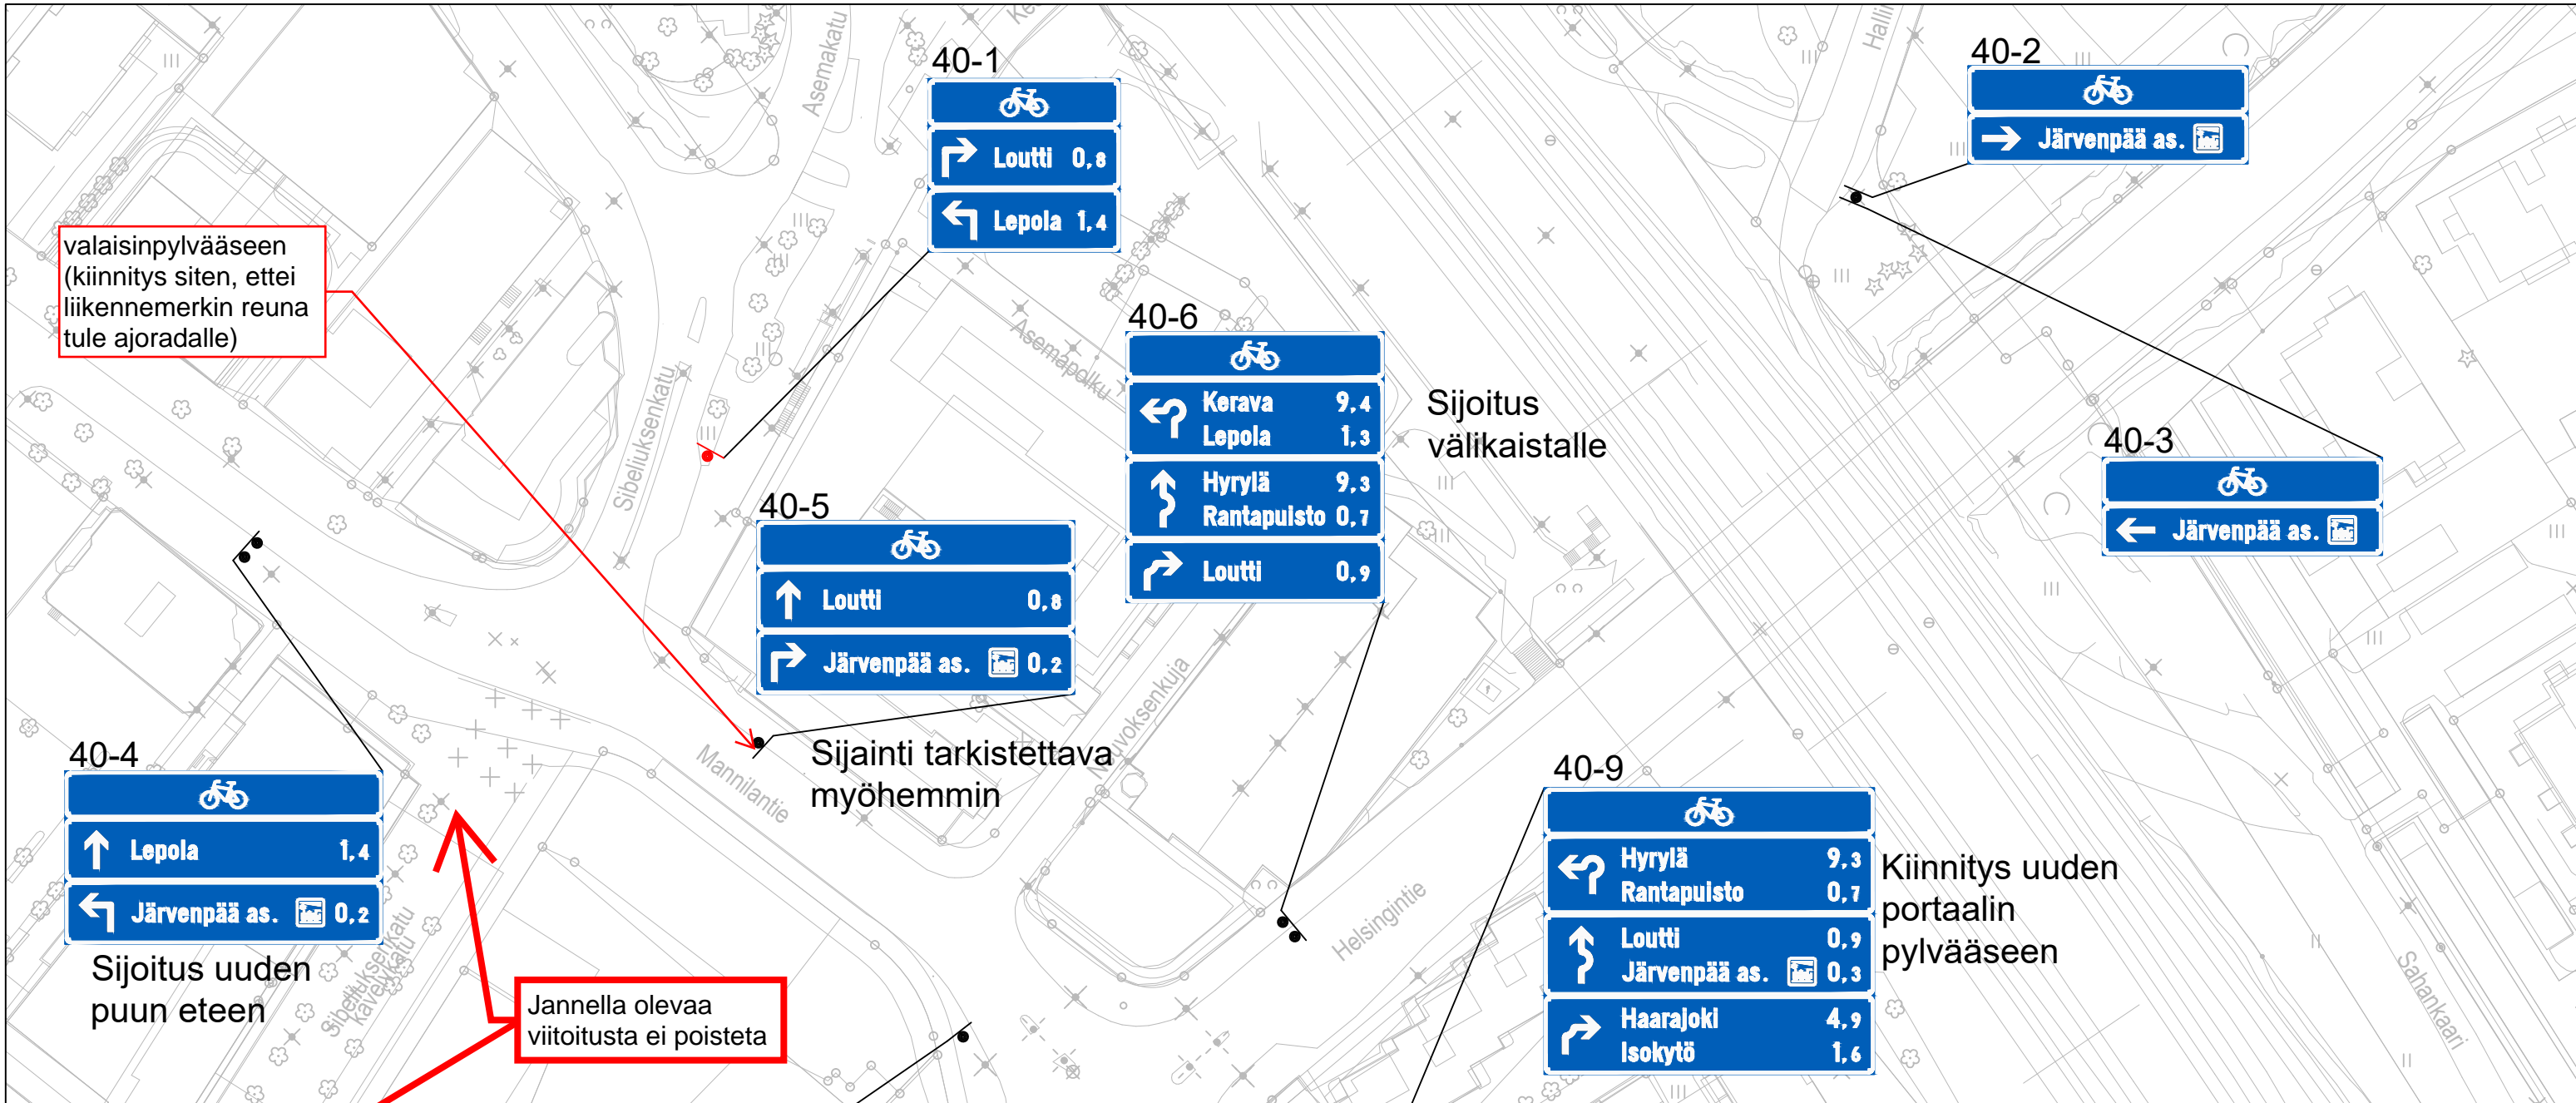 40-1
Loutti 0,8
Lepola 1,4
40-2
Järvenpää as.
valaisinpylvääseen
(kiinnitys siten, ettei
liikennemerkin reuna
tule ajoradalle)
Asemakatu
Sibeliuksenkatu
Asemapolku
40-6
Kerava 9,4
Lepola 1,3
Hyrylä 9,3
Rantapuisto 0,7
Loutti 0,9
Sijoitus
välikaistalle
40-3
Järvenpää as.
40-5
Loutti 0,8
Järvenpää as. 0,2
Sijainti tarkistettava
myöhemmin
Mannilantie
Neuvoksenkuja
Helsingintie
40-4
Lepola 1,4
Järvenpää as. 0,2
Sijoitus uuden
puun eteen
Sibeliuksenkatu
Kävelykatu
Jannella olevaa
viitoitusta ei poisteta
40-9
Hyrylä 9,3
Rantapuisto 0,7
Loutti 0,9
Järvenpää as. 0,3
Haarajoki 4,9
Isokytö 1,6
Kiinnitys uuden
portaalin
pylvääseen
Sahankaari